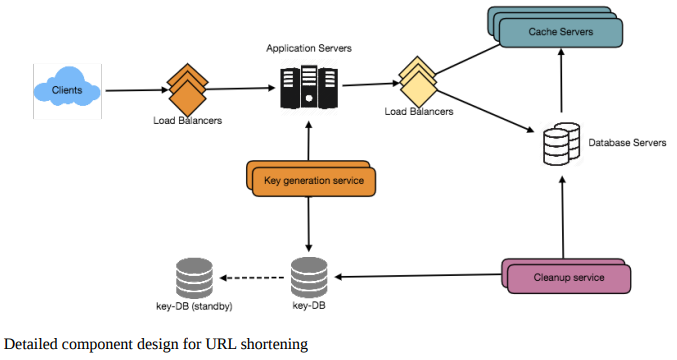 Cache Servers
Application Servers
Clients
Load Balancers
Load Balancers
Database Servers
Key generation service
Cleanup service
key-DB (standby)
key-DB
Detailed component design for URL shortening